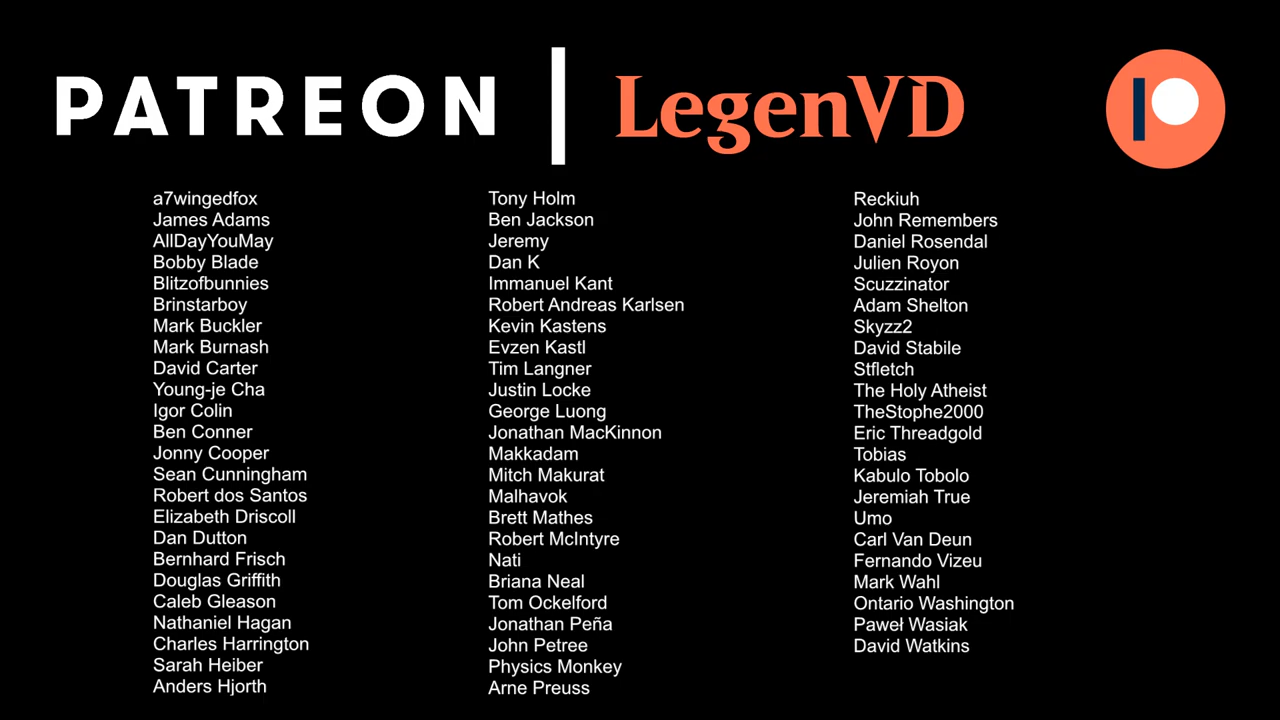 PATREON | LegenVD
a7wingedfox
James Adams
AllDayYouMay
Bobby Blade
Blitzofbunnies
Brinstarboy
Mark Buckler
Mark Burnash
David Carter
Young-je Cha
Igor Colin
Ben Conner
Jonny Cooper
Sean Cunningham
Robert dos Santos
Elizabeth Driscoll
Dan Dutton
Bernhard Frisch
Douglas Griffith
Caleb Gleason
Nathaniel Hagan
Charles Harrington
Sarah Heiber
Anders Hjorth
Tony Holm
Ben Jackson
Jeremy
Dan K
Immanuel Kant
Robert Andreas Karlsen
Kevin Kastens
Evzen Kastl
Tim Langner
Justin Locke
George Luong
Jonathan MacKinnon
Makkadam
Mitch Makurat
Malhavok
Brett Mathes
Robert McIntyre
Nati
Briana Neal
Tom Ockelford
Jonathan Peña
John Petree
Physics Monkey
Arne Preuss
Reckiuh
John Remembers
Daniel Rosendal
Julien Royon
Scuzzinator
Adam Shelton
Skyzz2
David Stabile
Stfletch
The Holy Atheist
TheStophe2000
Eric Threadgold
Tobias
Kabulo Tobolo
Jeremiah True
Umo
Carl Van Deun
Fernando Vizeu
Mark Wahl
Ontario Washington
Paweł Wasiak
David Watkins